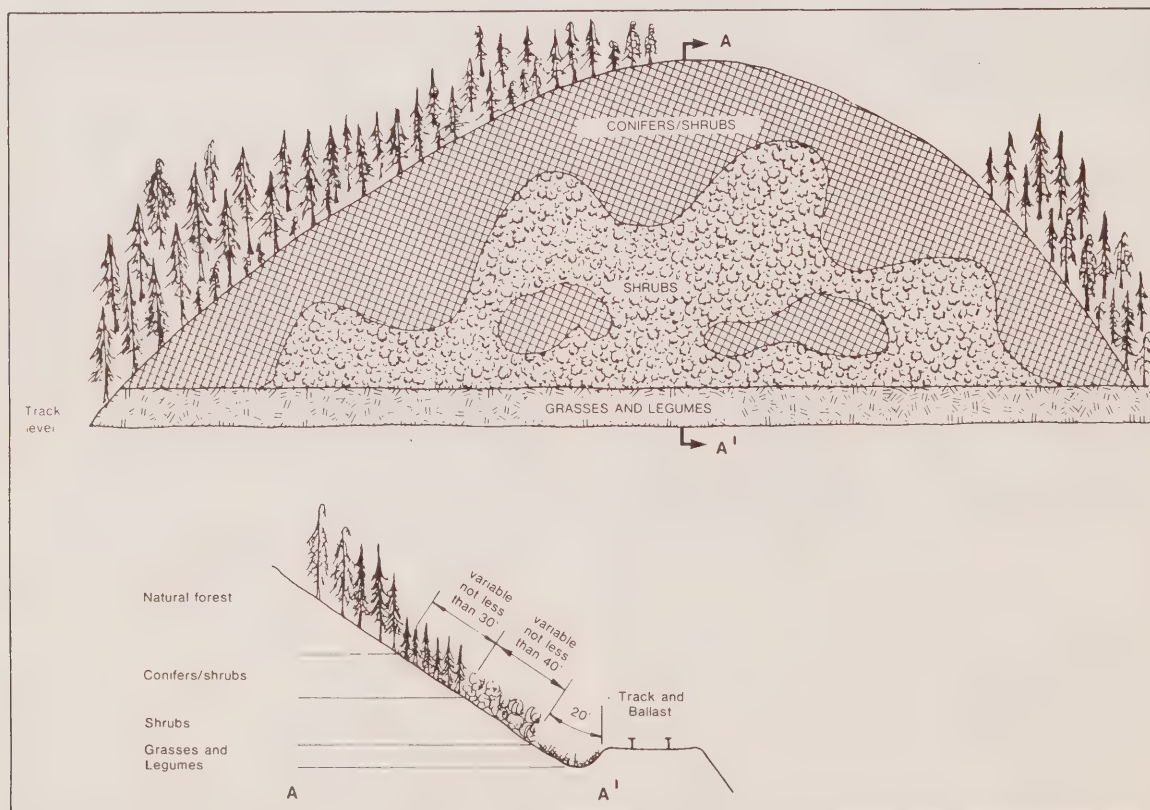 A
CONIFERS/SHRUBS
SHRUBS
GRASSES AND LEGUMES
Track
level
A'
Natural forest
variable
not less
than 30'
variable
not less
than 40'
Conifers/shrubs
20'
Track and
Ballast
Shrubs
Grasses and
Legumes
A
A'